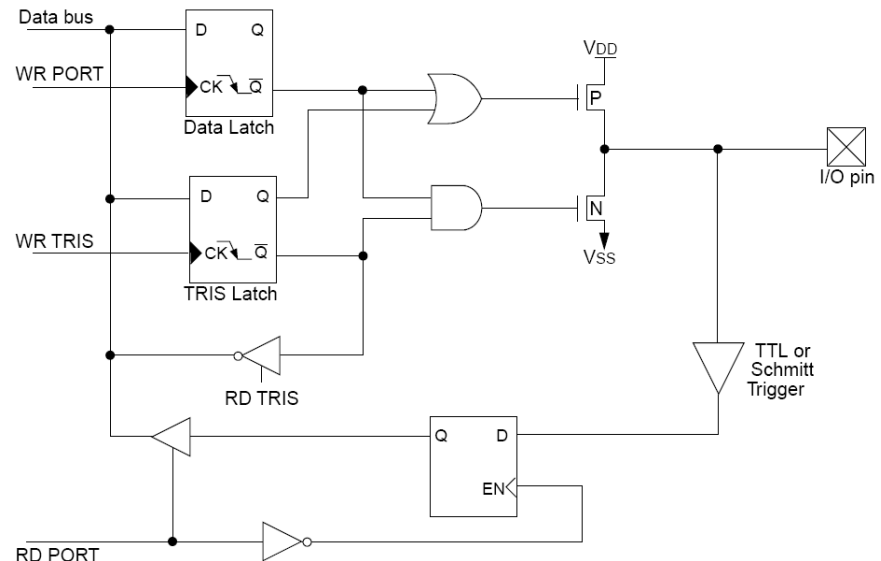 Data bus
D Q
WR PORT
CK Q
Data Latch
VDD
P
I/O pin
D Q
N
WR TRIS
CK Q
VSS
TRIS Latch
TTL or
Schmitt
Trigger
RD TRIS
Q D
EN
RD PORT